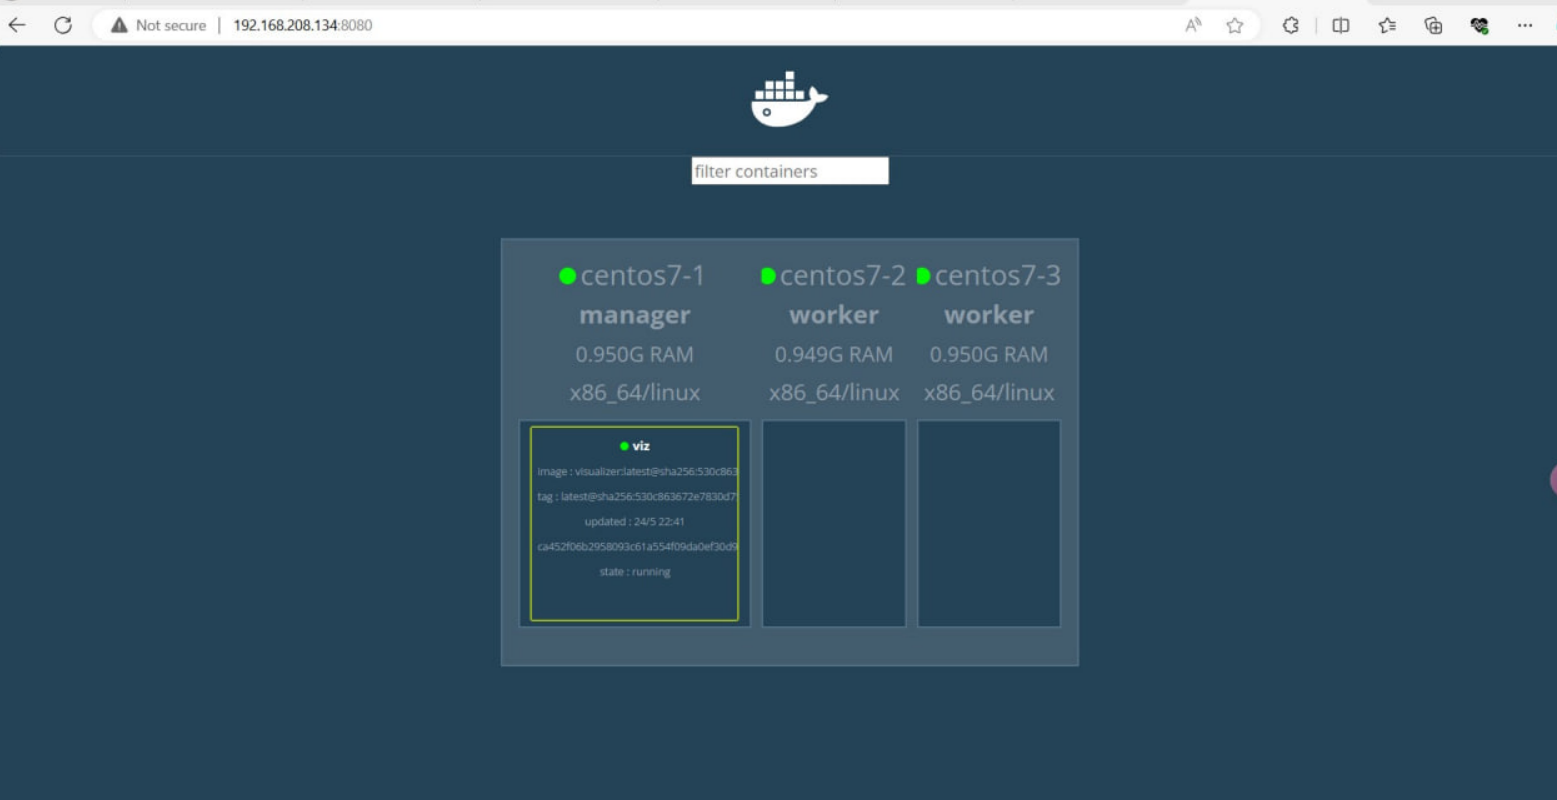 Not secure | 192.168.208.134:8080
filter containers
centos7-1
manager
0.950G RAM
x86_64/linux
centos7-2
worker
0.949G RAM
x86_64/linux
centos7-3
worker
0.950G RAM
x86_64/linux
viz
image : visualizer:latest@sha256:530c863
tag : latest@sha256:530c863672e7830d7
updated : 24/5 22:41
ca452f06b2958093c61a554f09da0ef30d9
state : running